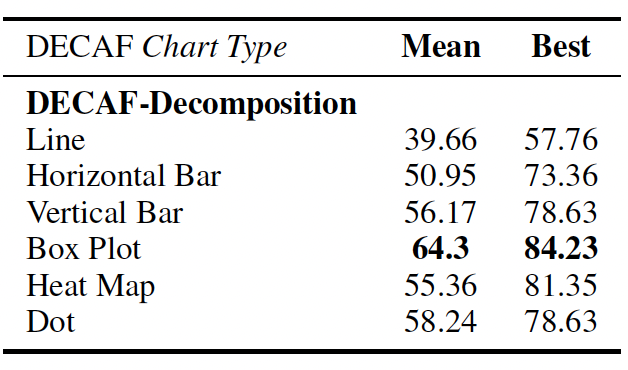 DECAF Chart Type Mean Best
DECAF-Decomposition
Line 39.66 57.76
Horizontal Bar 50.95 73.36
Vertical Bar 56.17 78.63
Box Plot 64.3 84.23
Heat Map 55.36 81.35
Dot 58.24 78.63